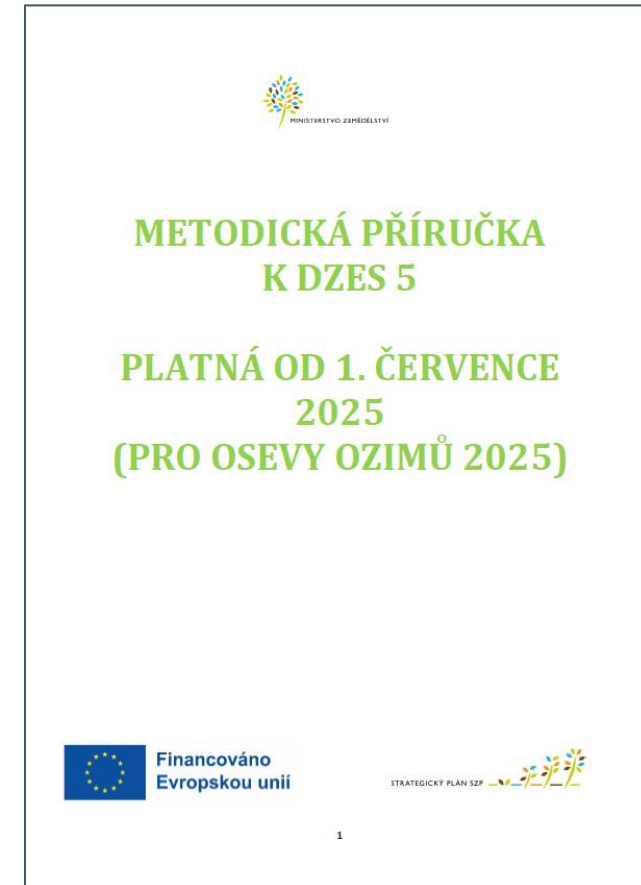 MINISTERSTVO ZEMĚDĚLSTVÍ
METODICKÁ PŘÍRUČKA
K DZES 5
PLATNÁ OD 1. ČERVENCE
2025
(PRO OSEVY OZIMŮ 2025)
Financováno
Evropskou unií
STRATEGICKÝ PLÁN SZP
1